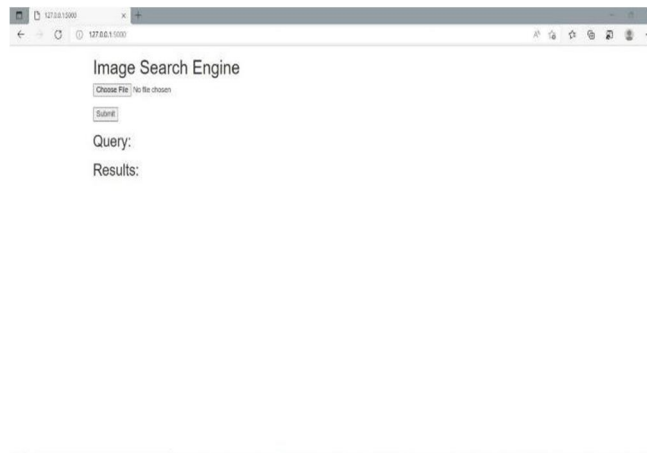 127.0.0.1:5000
127.0.0.1:5000
Image Search Engine
Choose File No file chosen
Submit
Query:
Results: